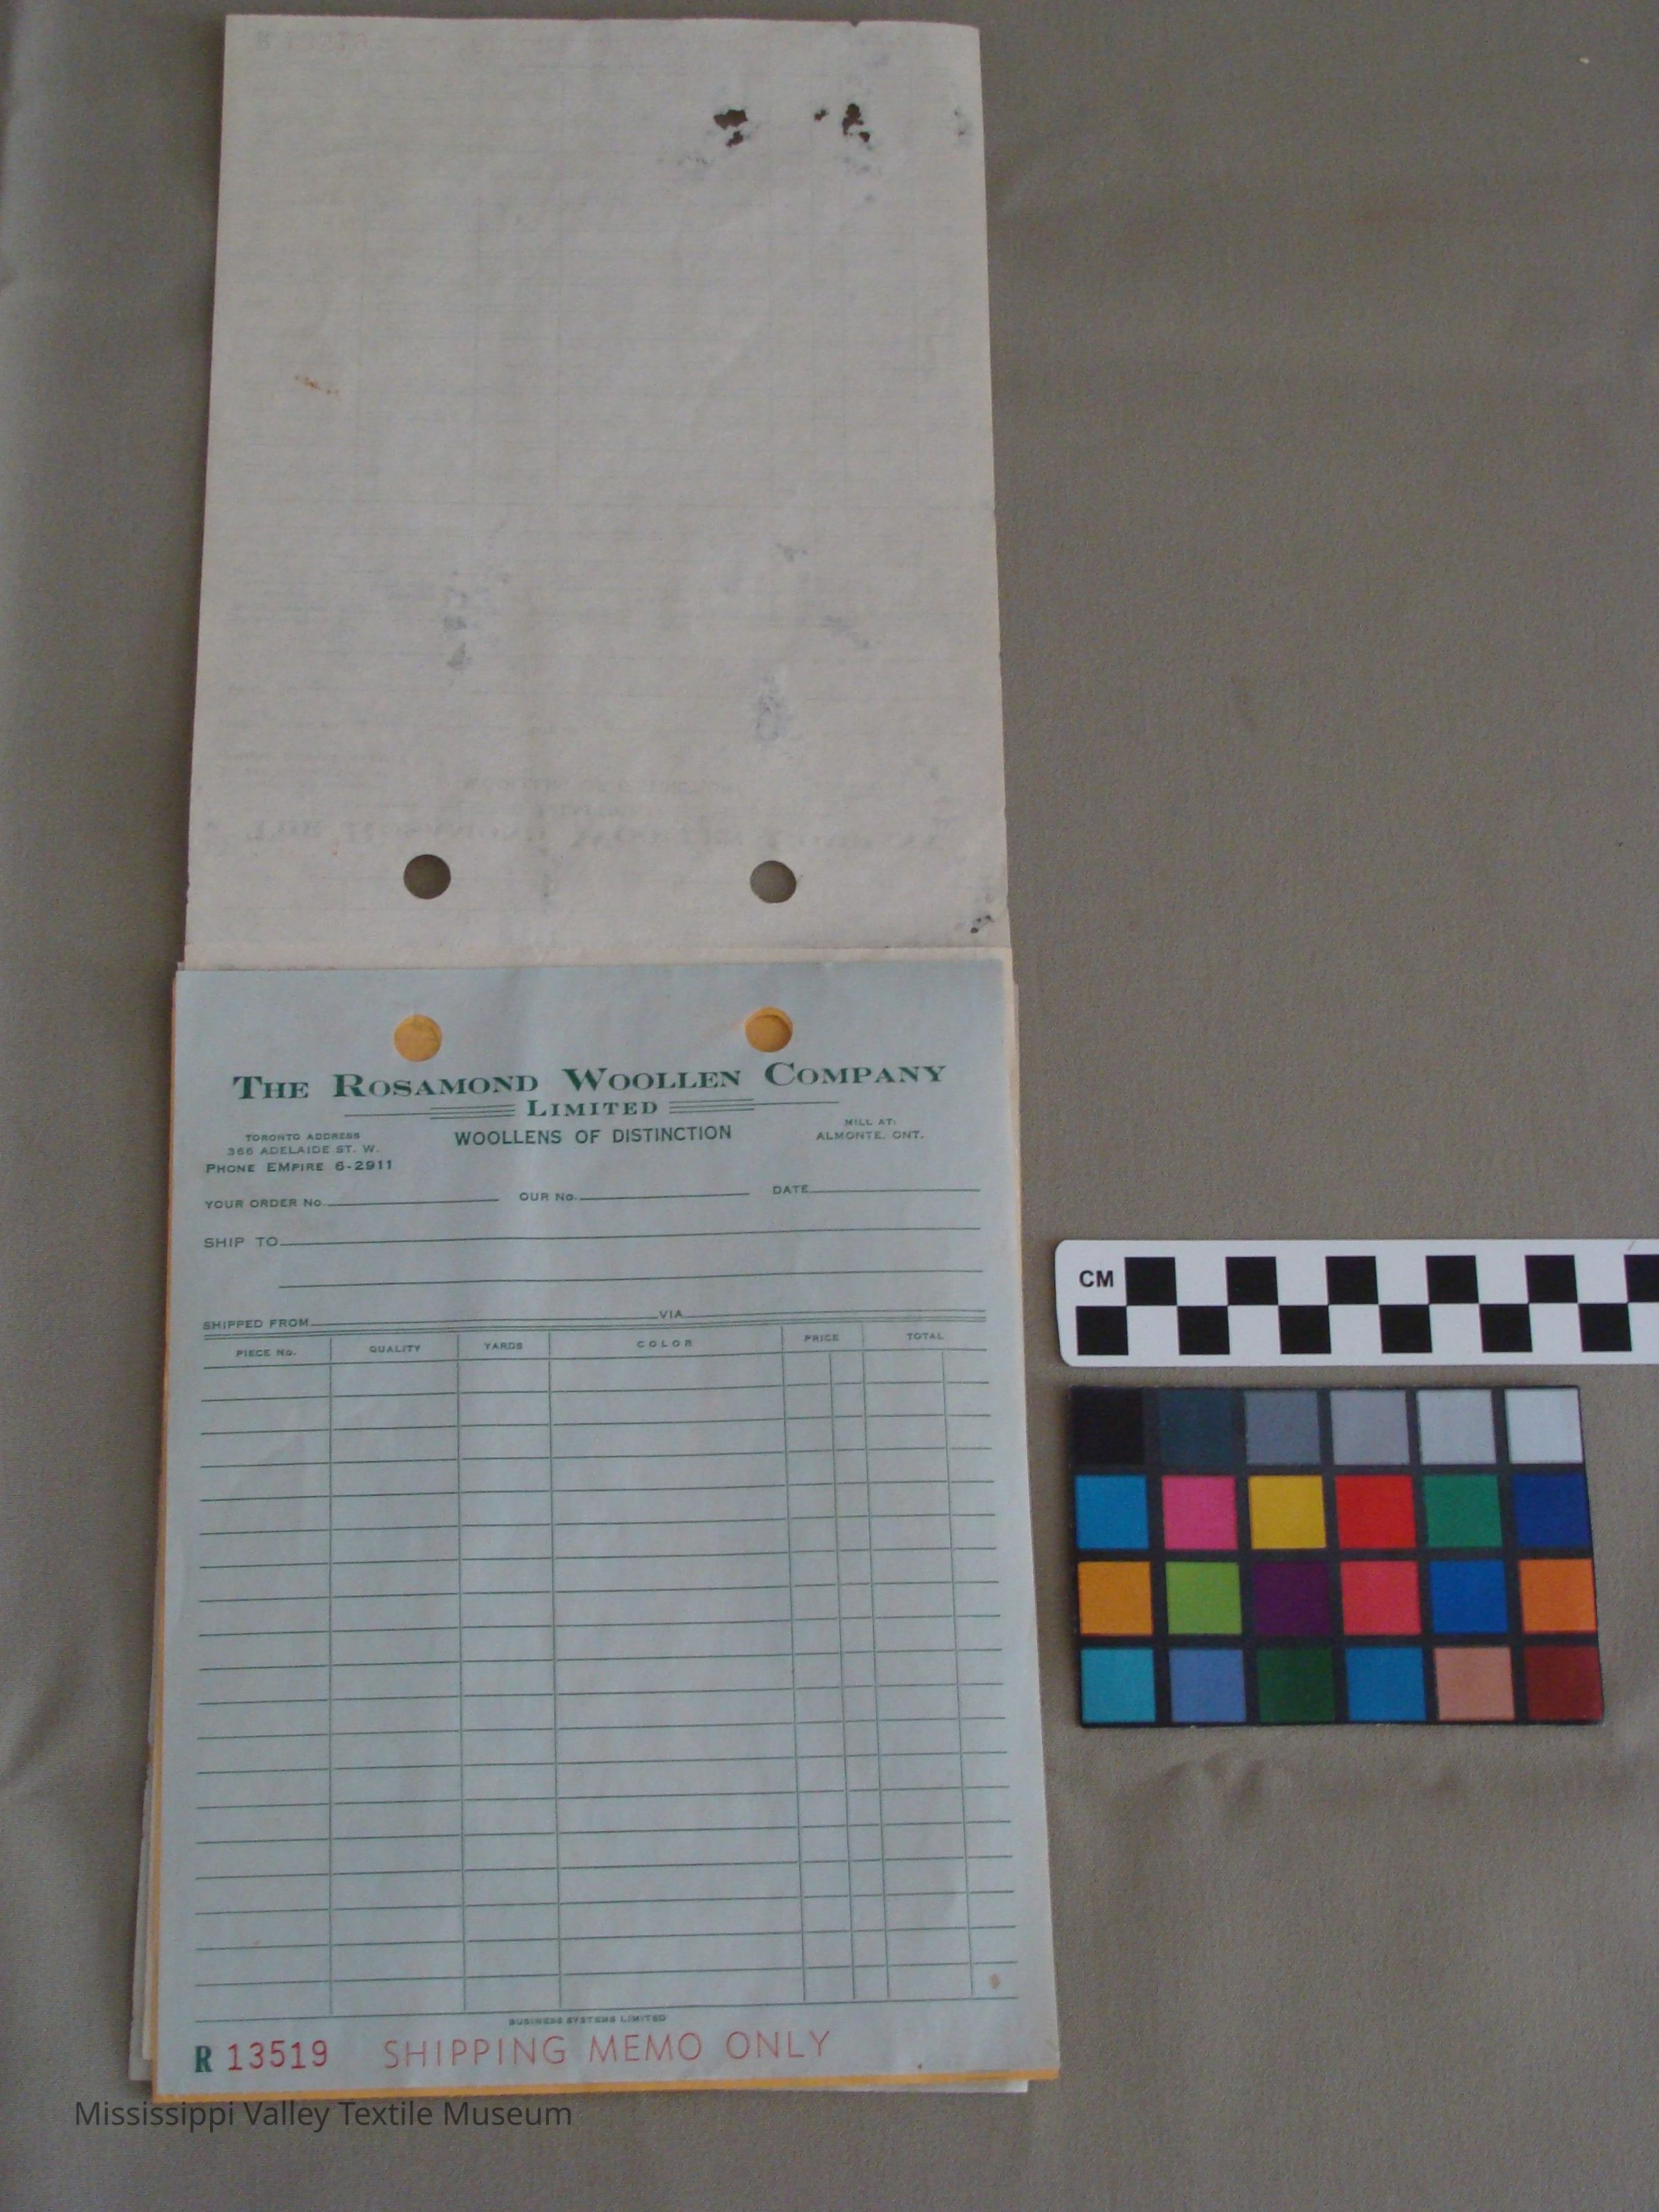 THE ROSAMOND WOOLLEN COMPANY
LIMITED
TORONTO ADDRESS
366 ADELAIDE ST. W.
PHONE EMPIRE 6-2911
WOOLLENS OF DISTINCTION
MILL AT:
ALMONTE, ONT.
YOUR ORDER No. OUR No. DATE
SHIP TO
SHIPPED FROM VIA
PIECE No. QUALITY YARDS COLOR PRICE TOTAL
BUSINESS SYSTEMS LIMITED
R 13519 SHIPPING MEMO ONLY
CM
Mississippi Valley Textile Museum